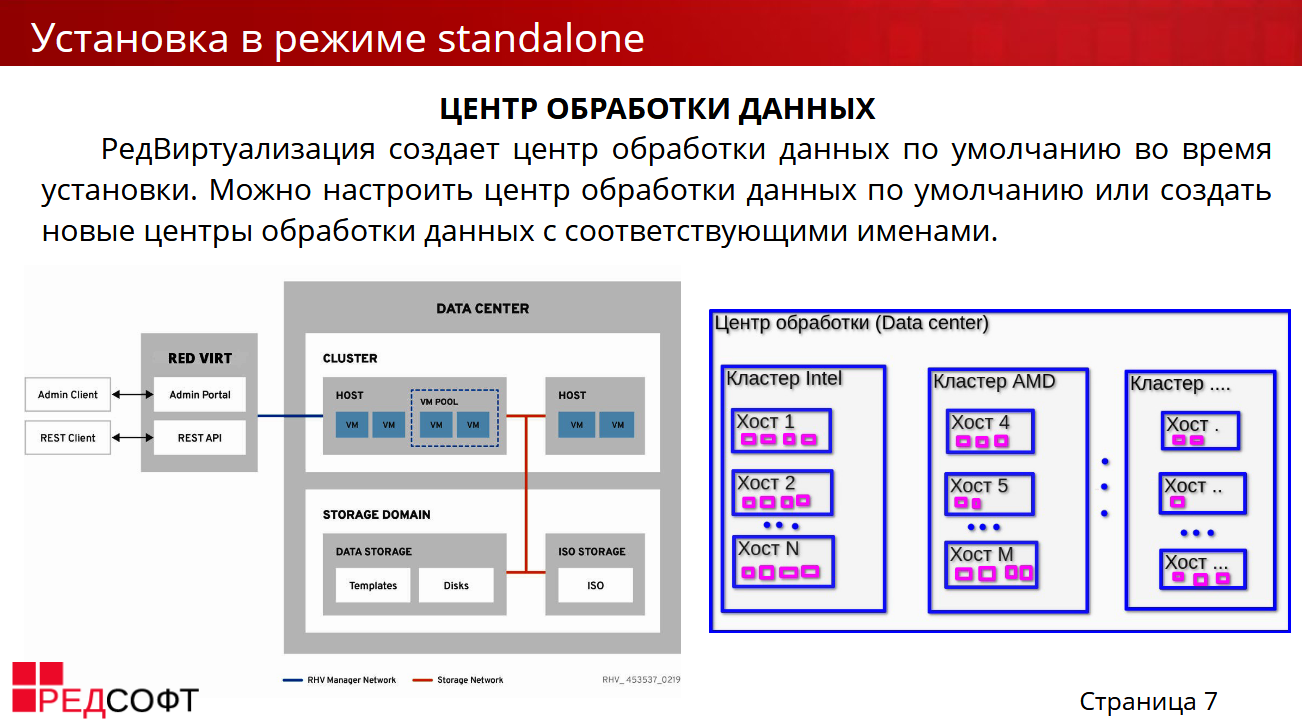 Установка в режиме standalone
ЦЕНТР ОБРАБОТКИ ДАННЫХ
РедВиртуализация создает центр обработки данных по умолчанию во время
установки. Можно настроить центр обработки данных по умолчанию или создать
новые центры обработки данных с соответствующими именами.
DATA CENTER
RED VIRT
Admin Client
Admin Portal
REST Client
REST API
CLUSTER
HOST
VM
VM
VM POOL
VM
VM
HOST
VM
VM
STORAGE DOMAIN
DATA STORAGE
Templates
Disks
ISO STORAGE
ISO
RHV Manager Network
Storage Network
RHV_ 453537_0219
Центр обработки (Data center)
Кластер Intel
Хост 1
Хост 2
Хост N
Кластер AMD
Хост 4
Хост 5
Хост M
Кластер ....
Хост .
Хост ..
Хост ...
РЕДСОФТ
Страница 7